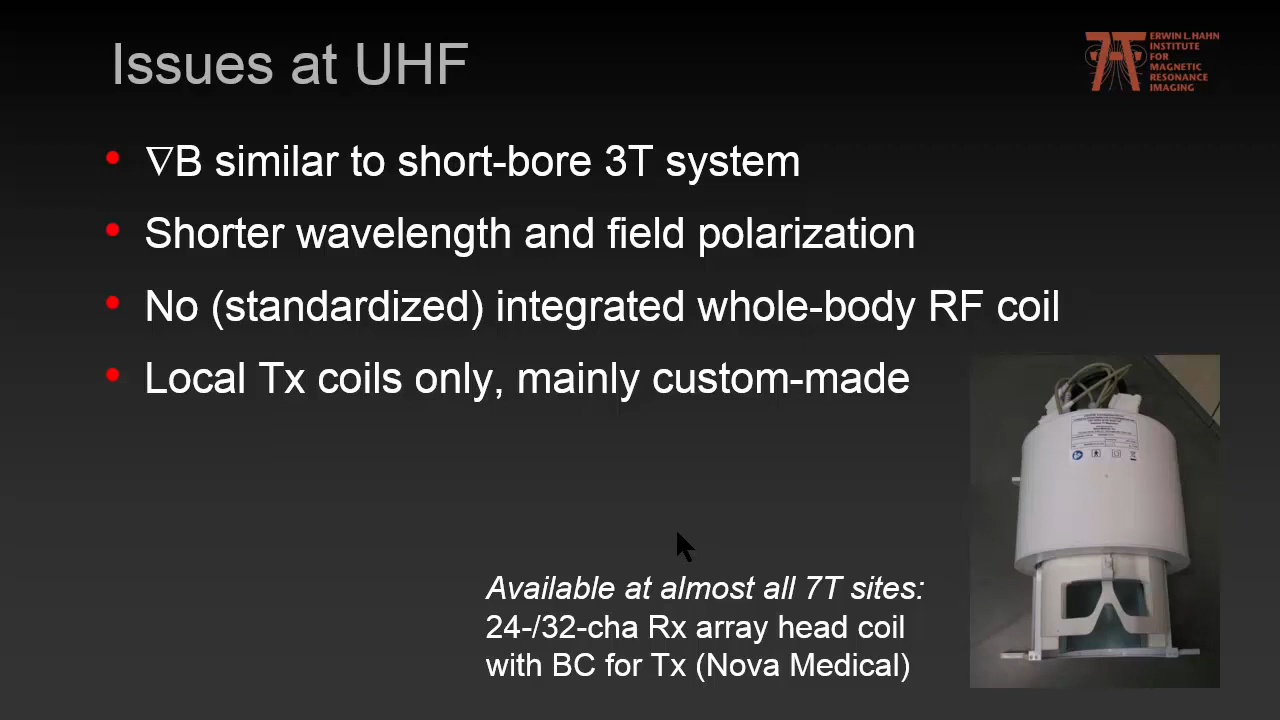 Issues at UHF
7T
ERWIN L. HAHN
INSTITUTE
FOR
MAGNETIC
RESONANCE
IMAGING
• ∇B similar to short-bore 3T system
• Shorter wavelength and field polarization
• No (standardized) integrated whole-body RF coil
• Local Tx coils only, mainly custom-made
Available at almost all 7T sites:
24-/32-cha Rx array head coil
with BC for Tx (Nova Medical)